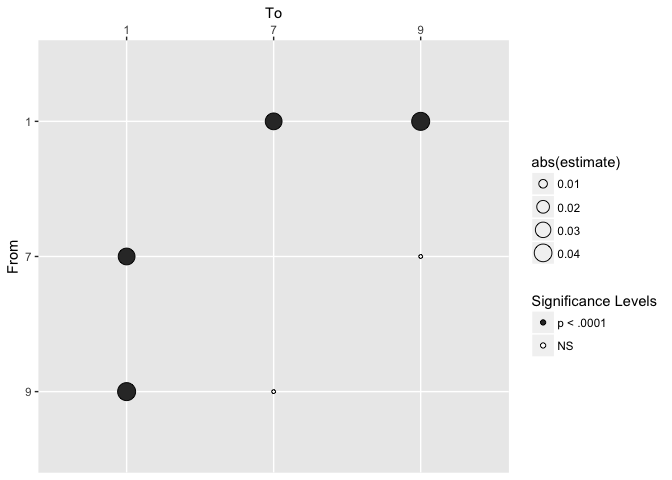 To
1 7 9
From
1
7
9
abs(estimate)
0.01
0.02
0.03
0.04
Significance Levels
p < .0001
NS